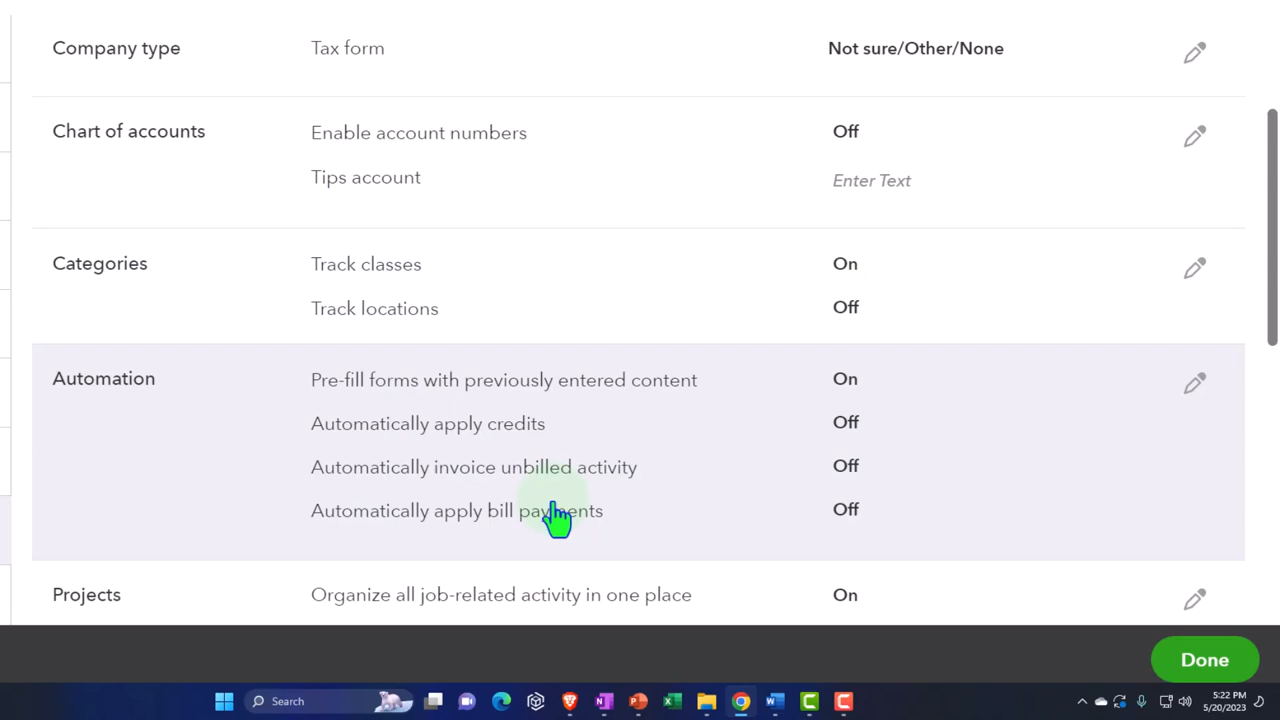 Company type Tax form Not sure/Other/None
Chart of accounts Enable account numbers Off
Tips account Enter Text
Categories Track classes On
Track locations Off
Automation Pre-fill forms with previously entered content On
Automatically apply credits Off
Automatically invoice unbilled activity Off
Automatically apply bill payments Off
Projects Organize all job-related activity in one place On
Done
Search
5:22 PM
5/20/2023